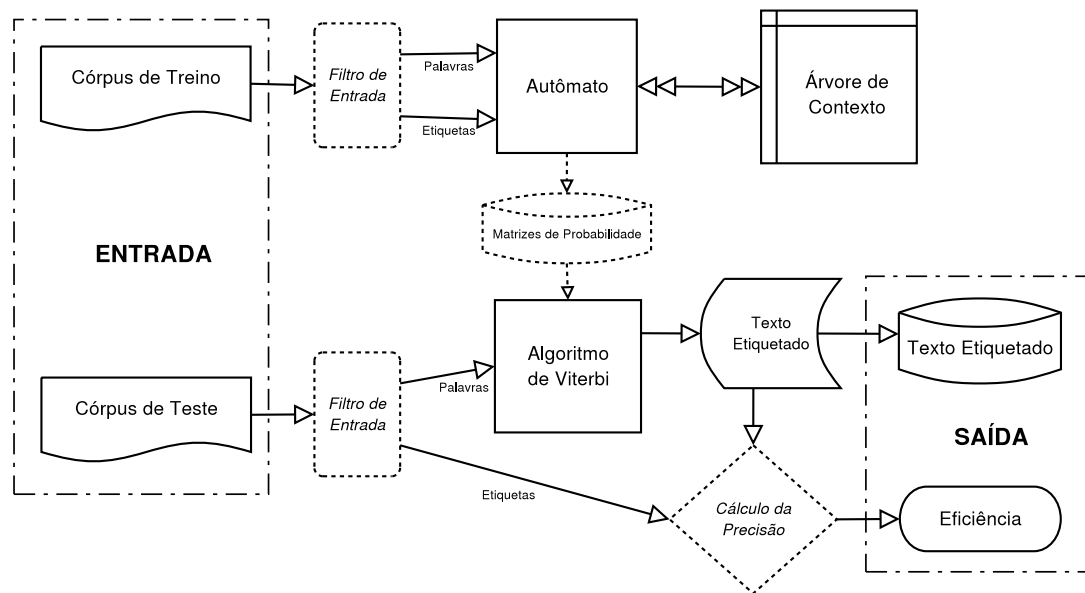 Córpus de Treino
Filtro de
Entrada
Palavras
Etiquetas
Autômato
Árvore de
Contexto
Matrizes de Probabilidade
ENTRADA
Córpus de Teste
Filtro de
Entrada
Palavras
Etiquetas
Algoritmo
de Viterbi
Texto
Etiquetado
Texto Etiquetado
SAÍDA
Cálculo da
Precisão
Eficiência